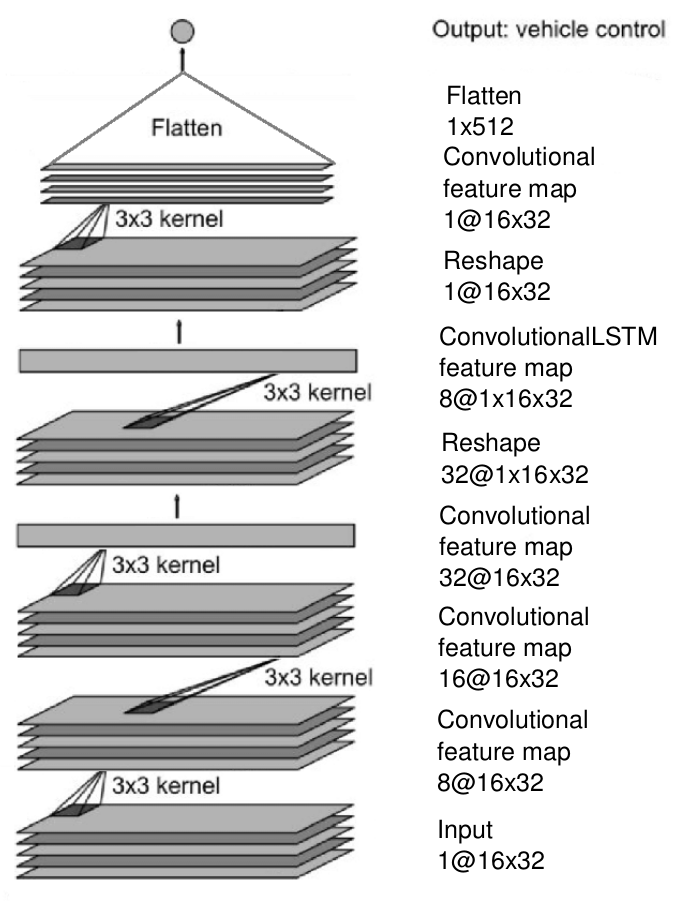 Output: vehicle control
Flatten
1x512
Flatten
Convolutional
feature map
1@16x32
3x3 kernel
Reshape
1@16x32
ConvolutionalLSTM
feature map
8@1x16x32
3x3 kernel
Reshape
32@1x16x32
Convolutional
feature map
32@16x32
3x3 kernel
Convolutional
feature map
16@16x32
3x3 kernel
Convolutional
feature map
8@16x32
3x3 kernel
Input
1@16x32